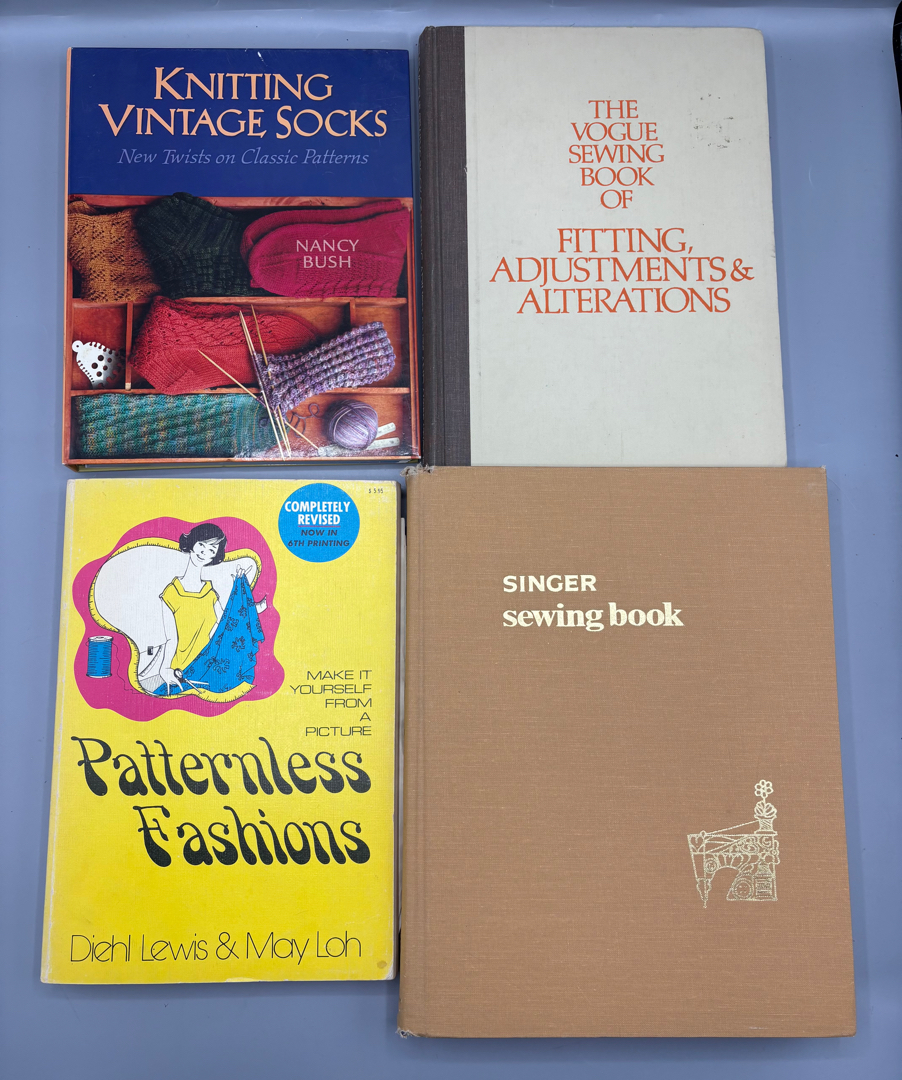 KNITTING
VINTAGE SOCKS
New Twists on Classic Patterns
NANCY
BUSH
THE
VOGUE
SEWING
BOOK
OF
FITTING,
ADJUSTMENTS &
ALTERATIONS
$ 5.95
COMPLETELY
REVISED
NOW IN
6TH PRINTING
MAKE IT
YOURSELF
FROM
A
PICTURE
Patternless
Fashions
Diehl Lewis & May Loh
SINGER
sewing book